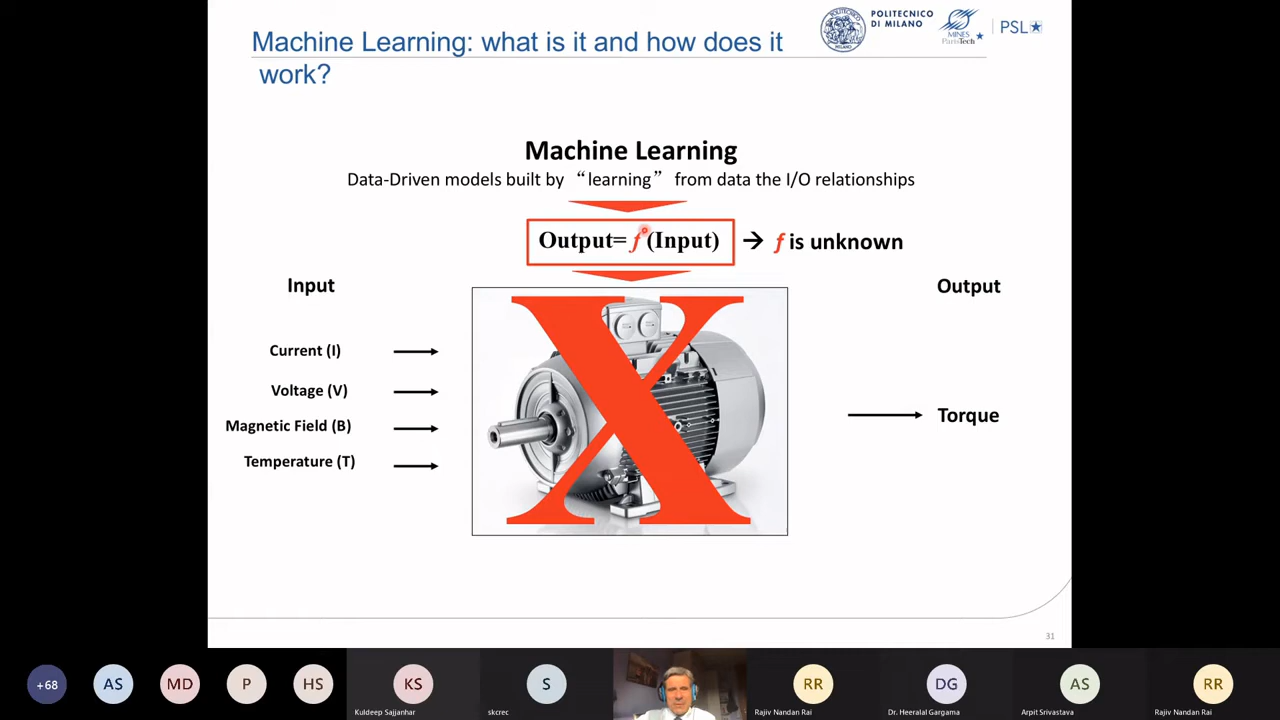 Machine Learning: what is it and how does it
work?
POLITECNICO
DI MILANO
MINES
ParisTech
PSL
Machine Learning
Data-Driven models built by “learning” from data the I/O relationships
Output= f (Input) → f is unknown
Input
Output
Current (I)
Voltage (V)
Magnetic Field (B)
Temperature (T)
Torque
X
31
+68
AS
MD
P
HS
KS
Kuldeep Sajjanhar
S
skcrec
RR
Rajiv Nandan Rai
DG
Dr. Heeralal Gargama
AS
Arpit Srivastava
RR
Rajiv Nandan Rai